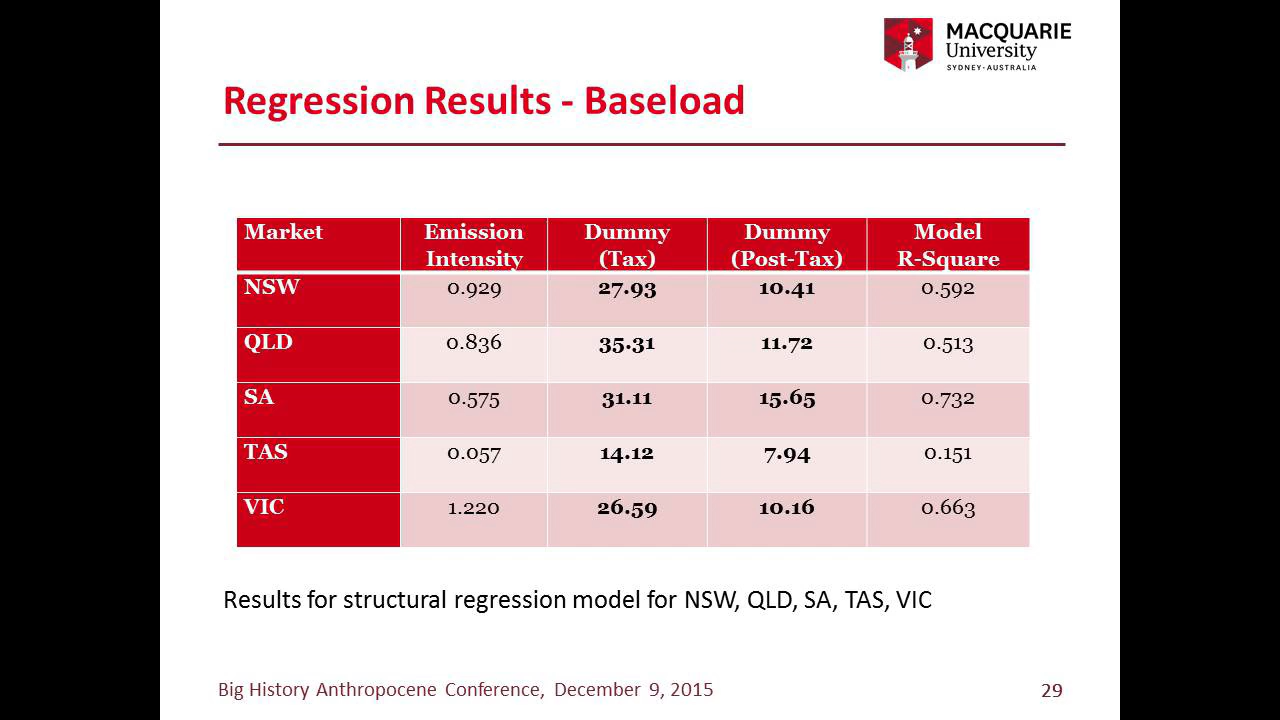 MACQUARIE
University
SYDNEY·AUSTRALIA
Regression Results - Baseload
Market Emission Intensity Dummy (Tax) Dummy (Post-Tax) Model R-Square
NSW 0.929 27.93 10.41 0.592
QLD 0.836 35.31 11.72 0.513
SA 0.575 31.11 15.65 0.732
TAS 0.057 14.12 7.94 0.151
VIC 1.220 26.59 10.16 0.663
Results for structural regression model for NSW, QLD, SA, TAS, VIC
Big History Anthropocene Conference, December 9, 2015 29